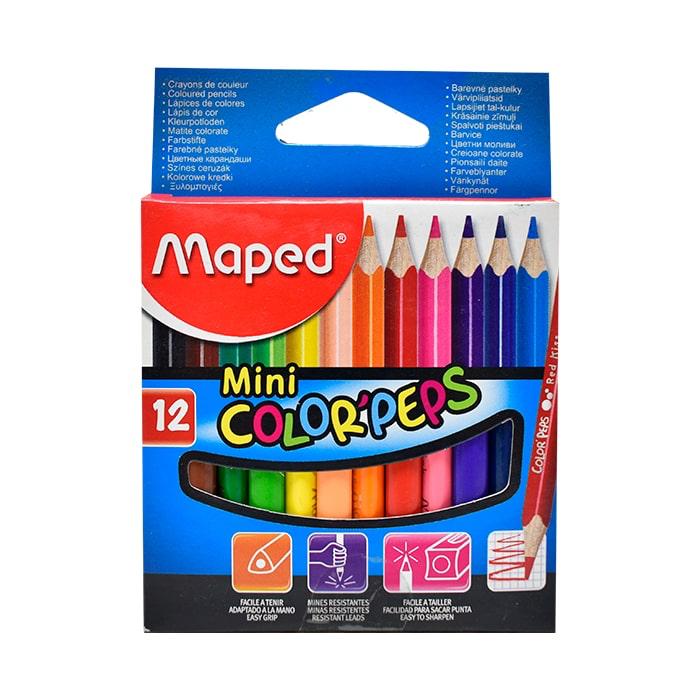 • Crayons de couleur
• Coloured pencils
• Lápices de colores
• Lápis de cor
• Kleurpotloden
• Matite colorate
• Farbstifte
• Farebné pastelky
• Цветные карандаши
• Színes ceruzák
• Kolorowe kredki
• Ξυλομπογιές
• Barevné pastelky
• Värvipliiatsid
• Lapsijiet tal-kulur
• Krāsainie zīmuļi
• Spalvoti pieštukai
• Barvice
• Цветни моливи
• Creioane colorate
• Pionsailí daite
• Farveblyanter
• Värikynät
• Färgpennor
Maped®
Mini
12
COLOR'PEPS
COLOR'PEPS Red Kiss
FACILE A TENIR
ADAPTADO A LA MANO
EASY GRIP
MINES RESISTANTES
MINAS RESISTENTES
RESISTANT LEADS
FACILE A TAILLER
FACILIDAD PARA SACAR PUNTA
EASY TO SHARPEN